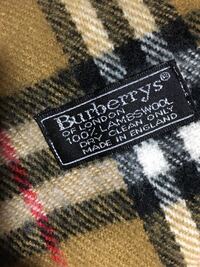 Burberrys®
OF LONDON
100% LAMBSWOOL
DRY CLEAN ONLY
MADE IN ENGLAND